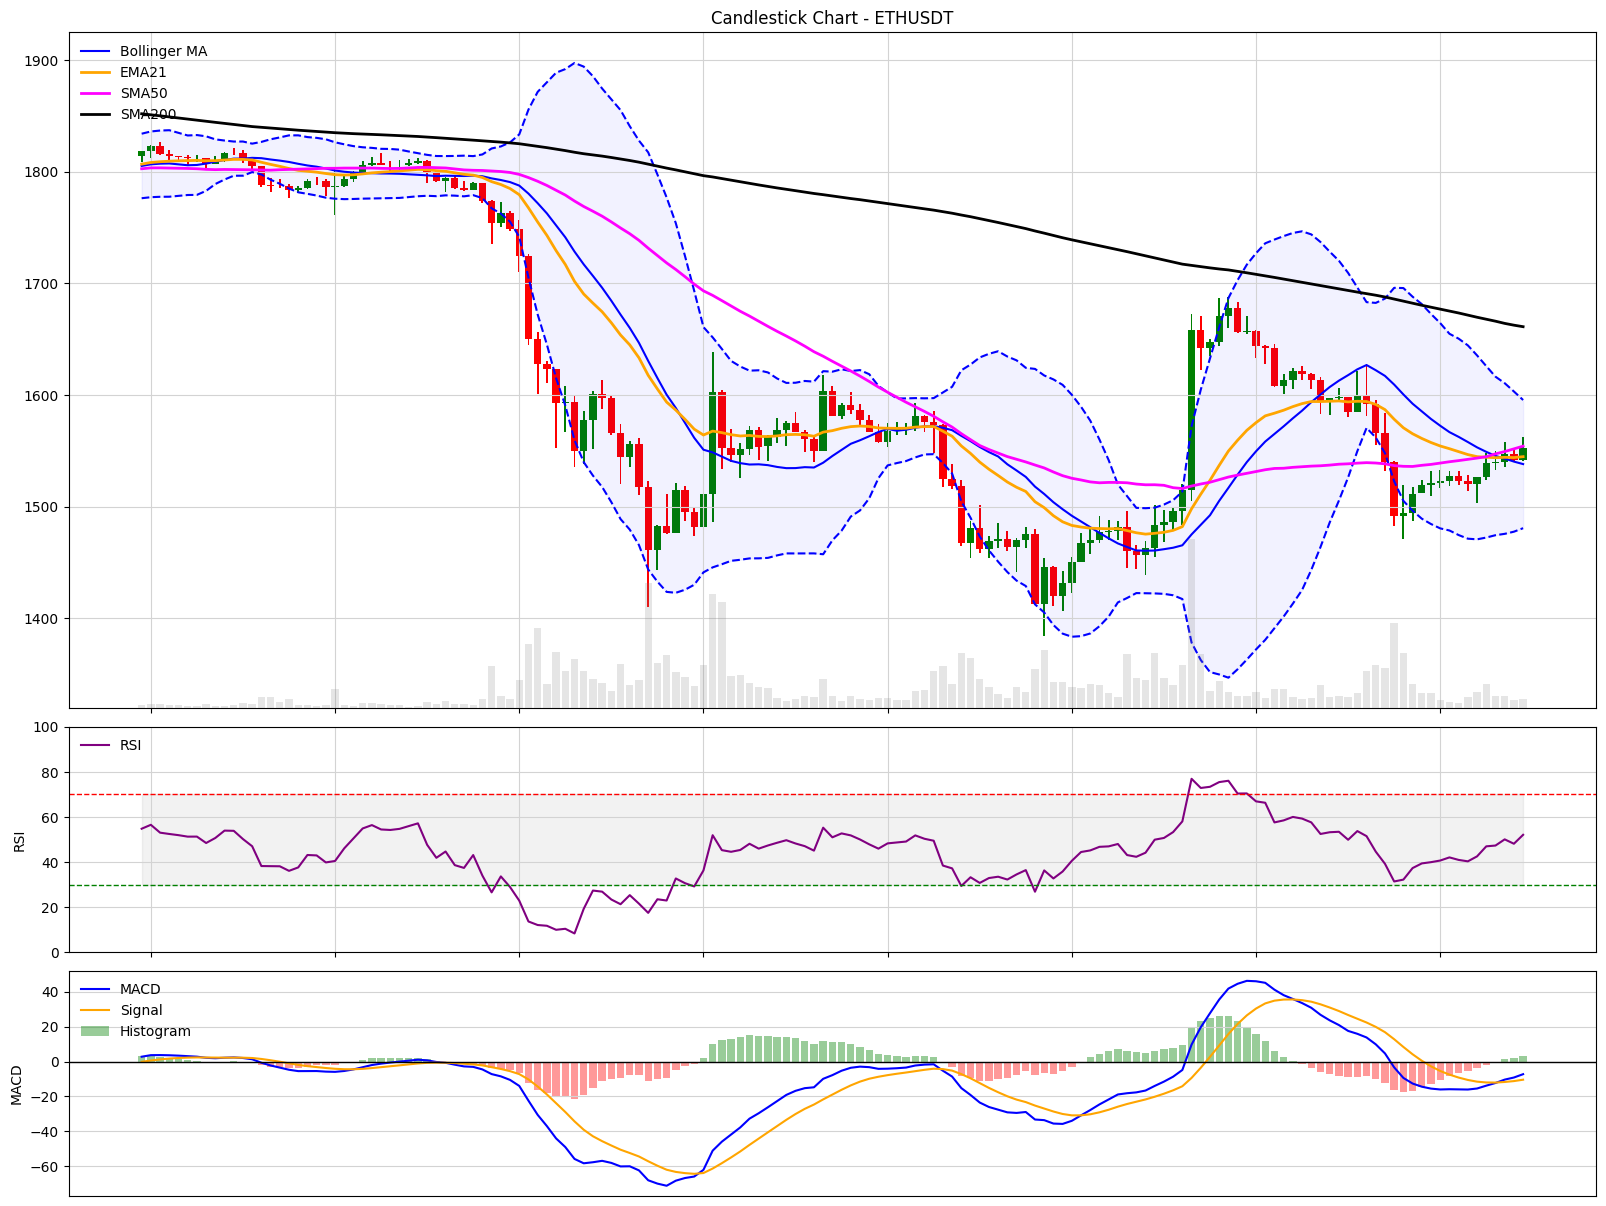 Candlestick Chart - ETHUSDT
Bollinger MA
EMA21
SMA50
SMA200
1900
1800
1700
1600
1500
1400
RSI
100
80
60
40
20
0
RSI
MACD
Signal
Histogram
40
20
0
−20
−40
−60
MACD